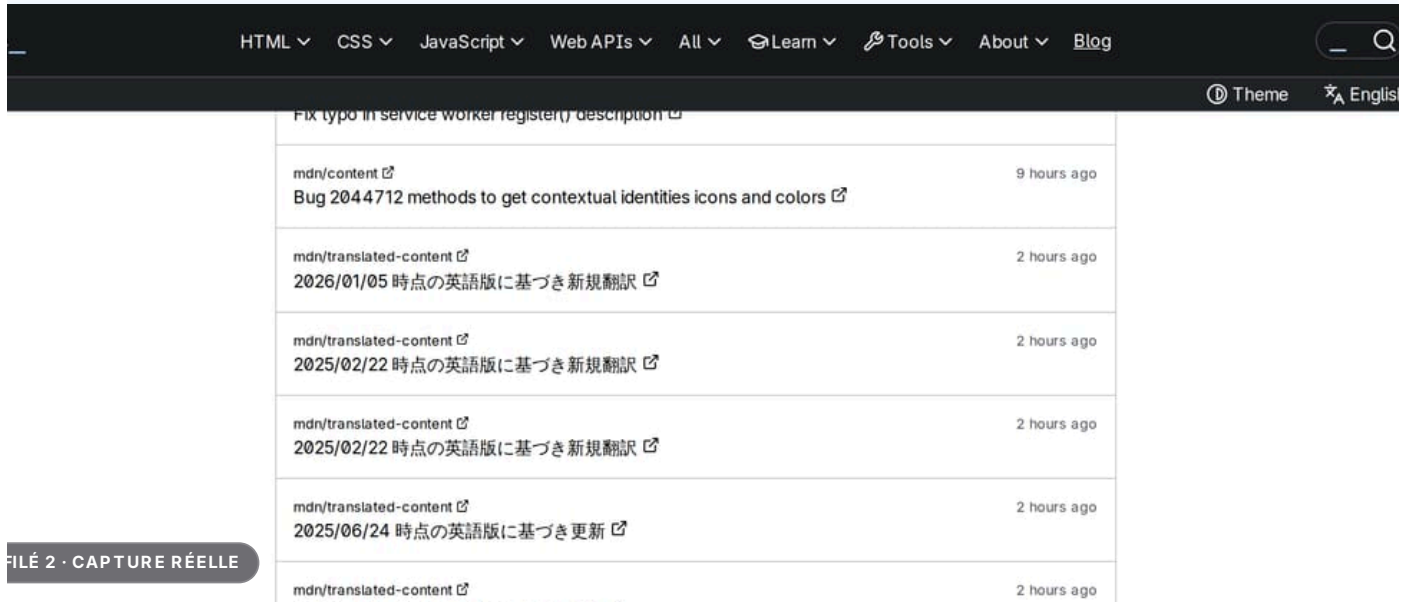 HTML CSS JavaScript Web APIs All Learn Tools About Blog
Theme English
Fix typo in service worker register() description
mdn/content 9 hours ago
Bug 2044712 methods to get contextual identities icons and colors
mdn/translated-content 2 hours ago
2026/01/05 時点の英語版に基づき新規翻訳
mdn/translated-content 2 hours ago
2025/02/22 時点の英語版に基づき新規翻訳
mdn/translated-content 2 hours ago
2025/02/22 時点の英語版に基づき新規翻訳
mdn/translated-content 2 hours ago
2025/06/24 時点の英語版に基づき更新
FILÉ 2 · CAPTURE RÉELLE
mdn/translated-content 2 hours ago